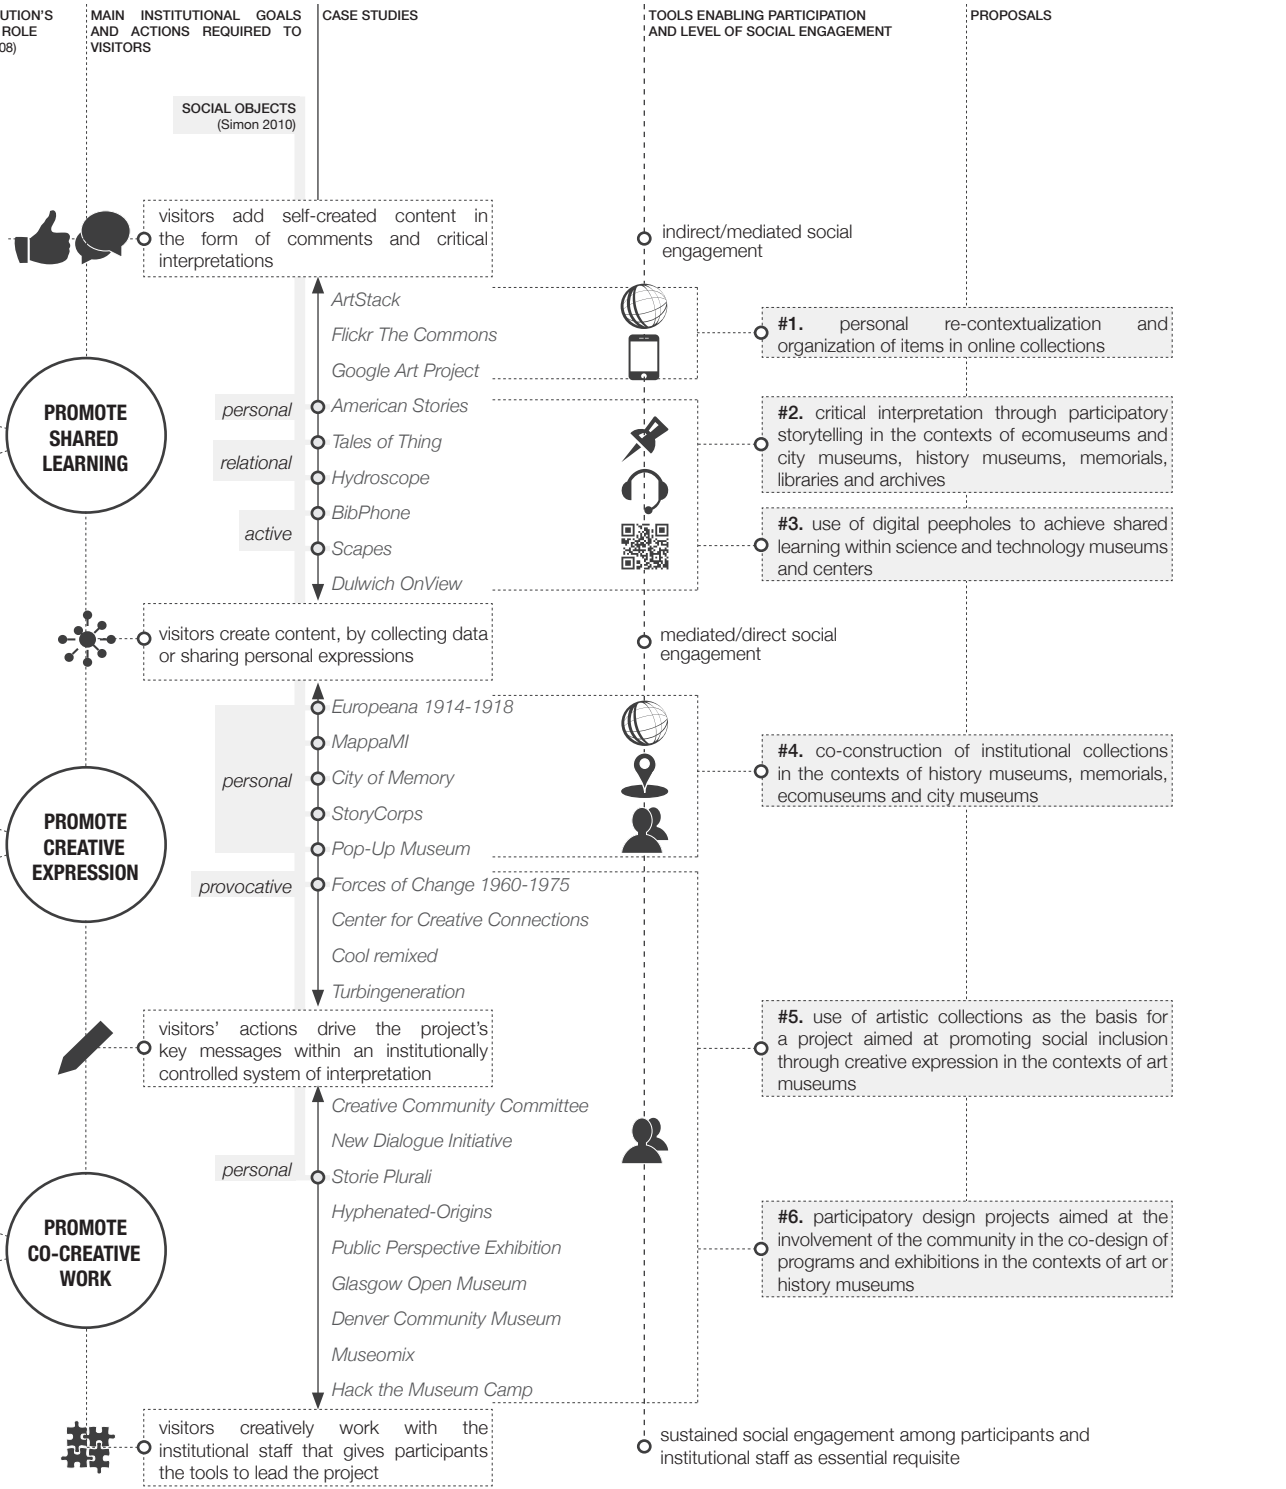 UTION'S
ROLE
08)
MAIN INSTITUTIONAL GOALS
AND ACTIONS REQUIRED TO
VISITORS
CASE STUDIES
TOOLS ENABLING PARTICIPATION
AND LEVEL OF SOCIAL ENGAGEMENT
PROPOSALS
SOCIAL OBJECTS
(Simon 2010)
visitors add self-created content in
the form of comments and critical
interpretations
indirect/mediated social
engagement
ArtStack
Flickr The Commons
Google Art Project
#1. personal re-contextualization and
organization of items in online collections
PROMOTE
SHARED
LEARNING
personal
relational
active
American Stories
Tales of Thing
Hydroscope
BibPhone
Scapes
Dulwich OnView
#2. critical interpretation through participatory
storytelling in the contexts of ecomuseums and
city museums, history museums, memorials,
libraries and archives
#3. use of digital peepholes to achieve shared
learning within science and technology museums
and centers
visitors create content, by collecting data
or sharing personal expressions
mediated/direct social
engagement
PROMOTE
CREATIVE
EXPRESSION
personal
provocative
Europeana 1914-1918
MappaMI
City of Memory
StoryCorps
Pop-Up Museum
Forces of Change 1960-1975
Center for Creative Connections
Cool remixed
Turbingeneration
#4. co-construction of institutional collections
in the contexts of history museums, memorials,
ecomuseums and city museums
visitors' actions drive the project's
key messages within an institutionally
controlled system of interpretation
#5. use of artistic collections as the basis for
a project aimed at promoting social inclusion
through creative expression in the contexts of art
museums
PROMOTE
CO-CREATIVE
WORK
personal
Creative Community Committee
New Dialogue Initiative
Storie Plurali
Hyphenated-Origins
Public Perspective Exhibition
Glasgow Open Museum
Denver Community Museum
Museomix
Hack the Museum Camp
#6. participatory design projects aimed at the
involvement of the community in the co-design of
programs and exhibitions in the contexts of art or
history museums
visitors creatively work with the
institutional staff that gives participants
the tools to lead the project
sustained social engagement among participants and
institutional staff as essential requisite